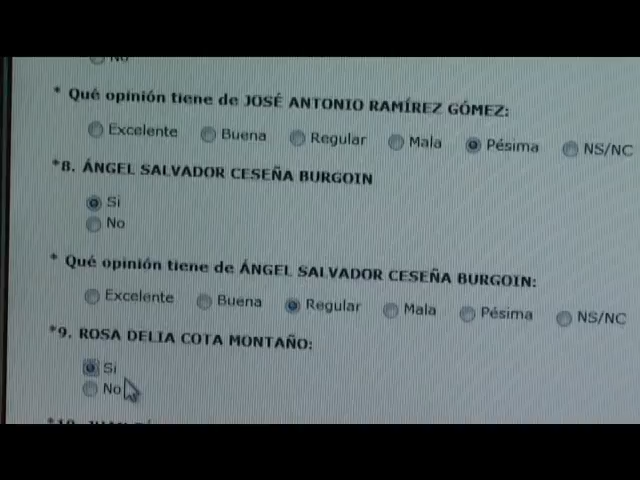 No
* Qué opinión tiene de JOSÉ ANTONIO RAMÍREZ GÓMEZ:
Excelente Buena Regular Mala Pésima NS/NC
*8. ÁNGEL SALVADOR CESEÑA BURGOIN
Si
No
* Qué opinión tiene de ÁNGEL SALVADOR CESEÑA BURGOIN:
Excelente Buena Regular Mala Pésima NS/NC
*9. ROSA DELIA COTA MONTAÑO:
Si
No